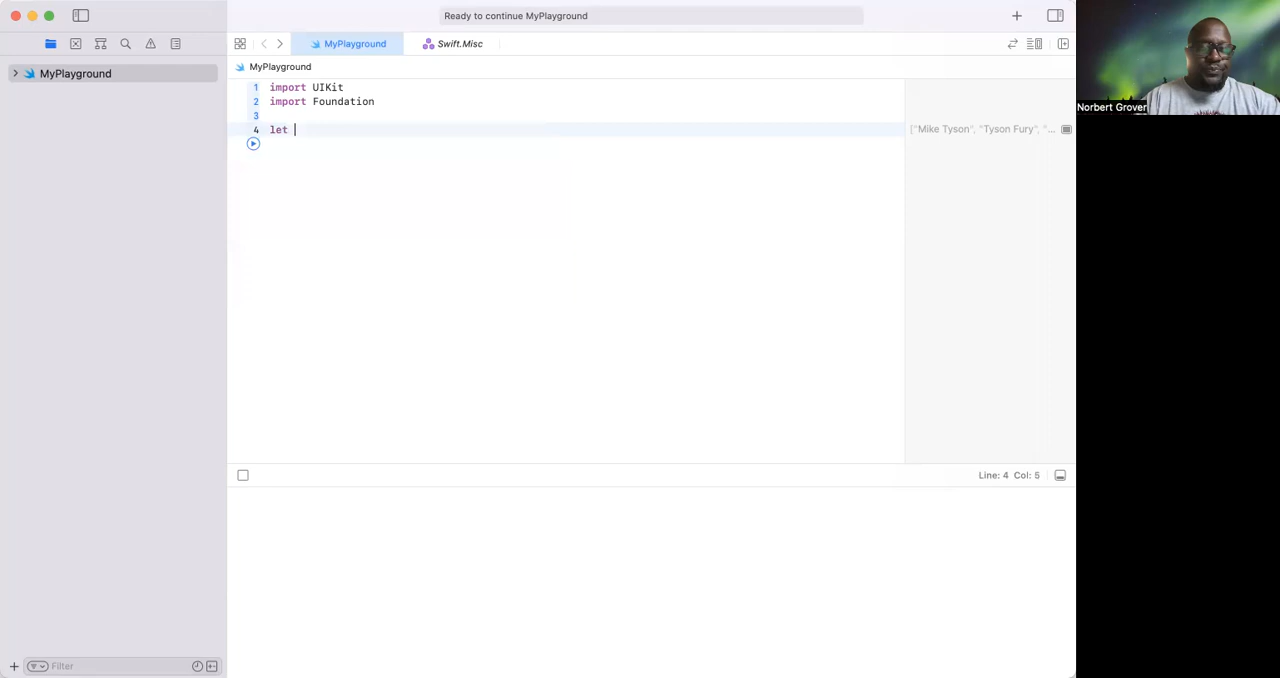 Ready to continue MyPlayground
MyPlayground
Swift.Misc
MyPlayground
MyPlayground
1 import UIKit
2 import Foundation
3
4 let
["Mike Tyson", "Tyson Fury", "...
Line: 4 Col: 5
Filter
Norbert Grover